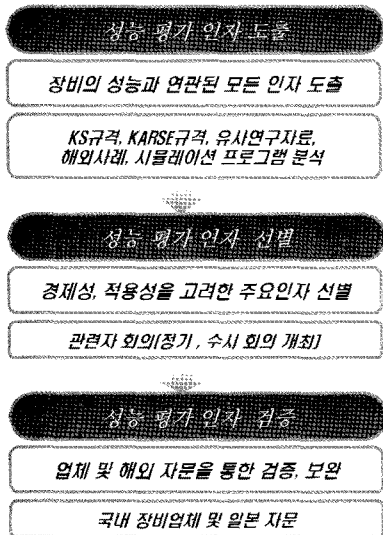 성능 평가 인자 도출
장비의 성능과 연관된 모든 인자 도출
KS규격, KARSE규격, 유사연구자료,
해외사례, 시뮬레이션 프로그램 분석
성능 평가 인자 선별
경제성, 적용성을 고려한 주요인자 선별
관련자 회의(정기, 수시 회의 개최)
성능 평가 인자 검증
업체 및 해외 자문을 통한 검증, 보완
국내 장비업체 및 일본 자문